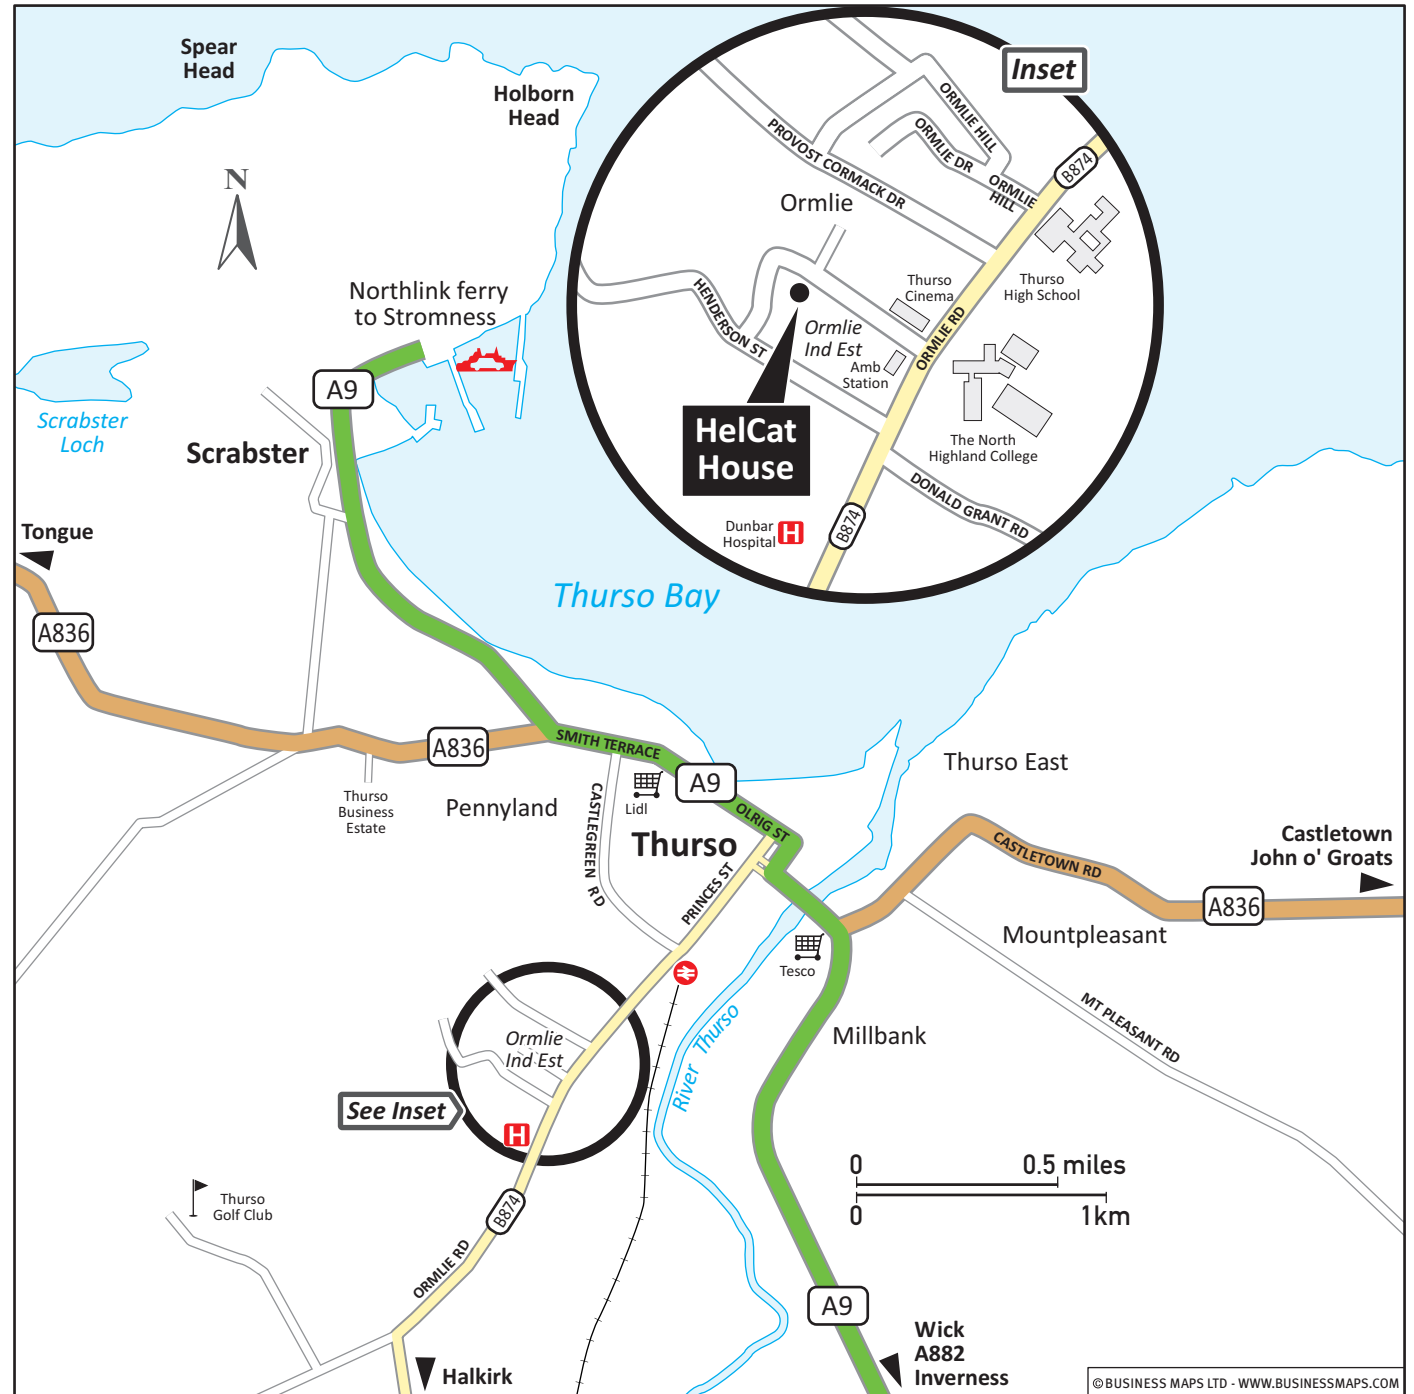 Spear
Head
Holborn
Head
Inset
N
ORMLIE HILL
ORMLIE DR
ORMLIE
HILL
B874
PROVOST CORMACK DR
Ormlie
Thurso
Cinema
Thurso
High School
HENDERSON ST
Ormlie
Ind Est
ORMLIE RD
Amb
Station
HelCat
House
The North
Highland College
DONALD GRANT RD
Dunbar
Hospital
H
B874
Northlink ferry
to Stromness
A9
Scrabster
Loch
Scrabster
Tongue
A836
Thurso Bay
A836
SMITH TERRACE
A9
Thurso East
Thurso
Business
Estate
Pennyland
CASTLEGREEN RD
Lidl
OLRIG ST
Thurso
PRINCES ST
CASTLETOWN RD
Castletown
John o' Groats
A836
Mountpleasant
Tesco
MT PLEASANT RD
Millbank
River Thurso
Ormlie
Ind Est
See Inset
H
0
0.5 miles
0
1km
Thurso
Golf Club
B874
ORMLIE RD
A9
Halkirk
Wick
A882
Inverness
©BUSINESS MAPS LTD - WWW.BUSINESSMAPS.COM